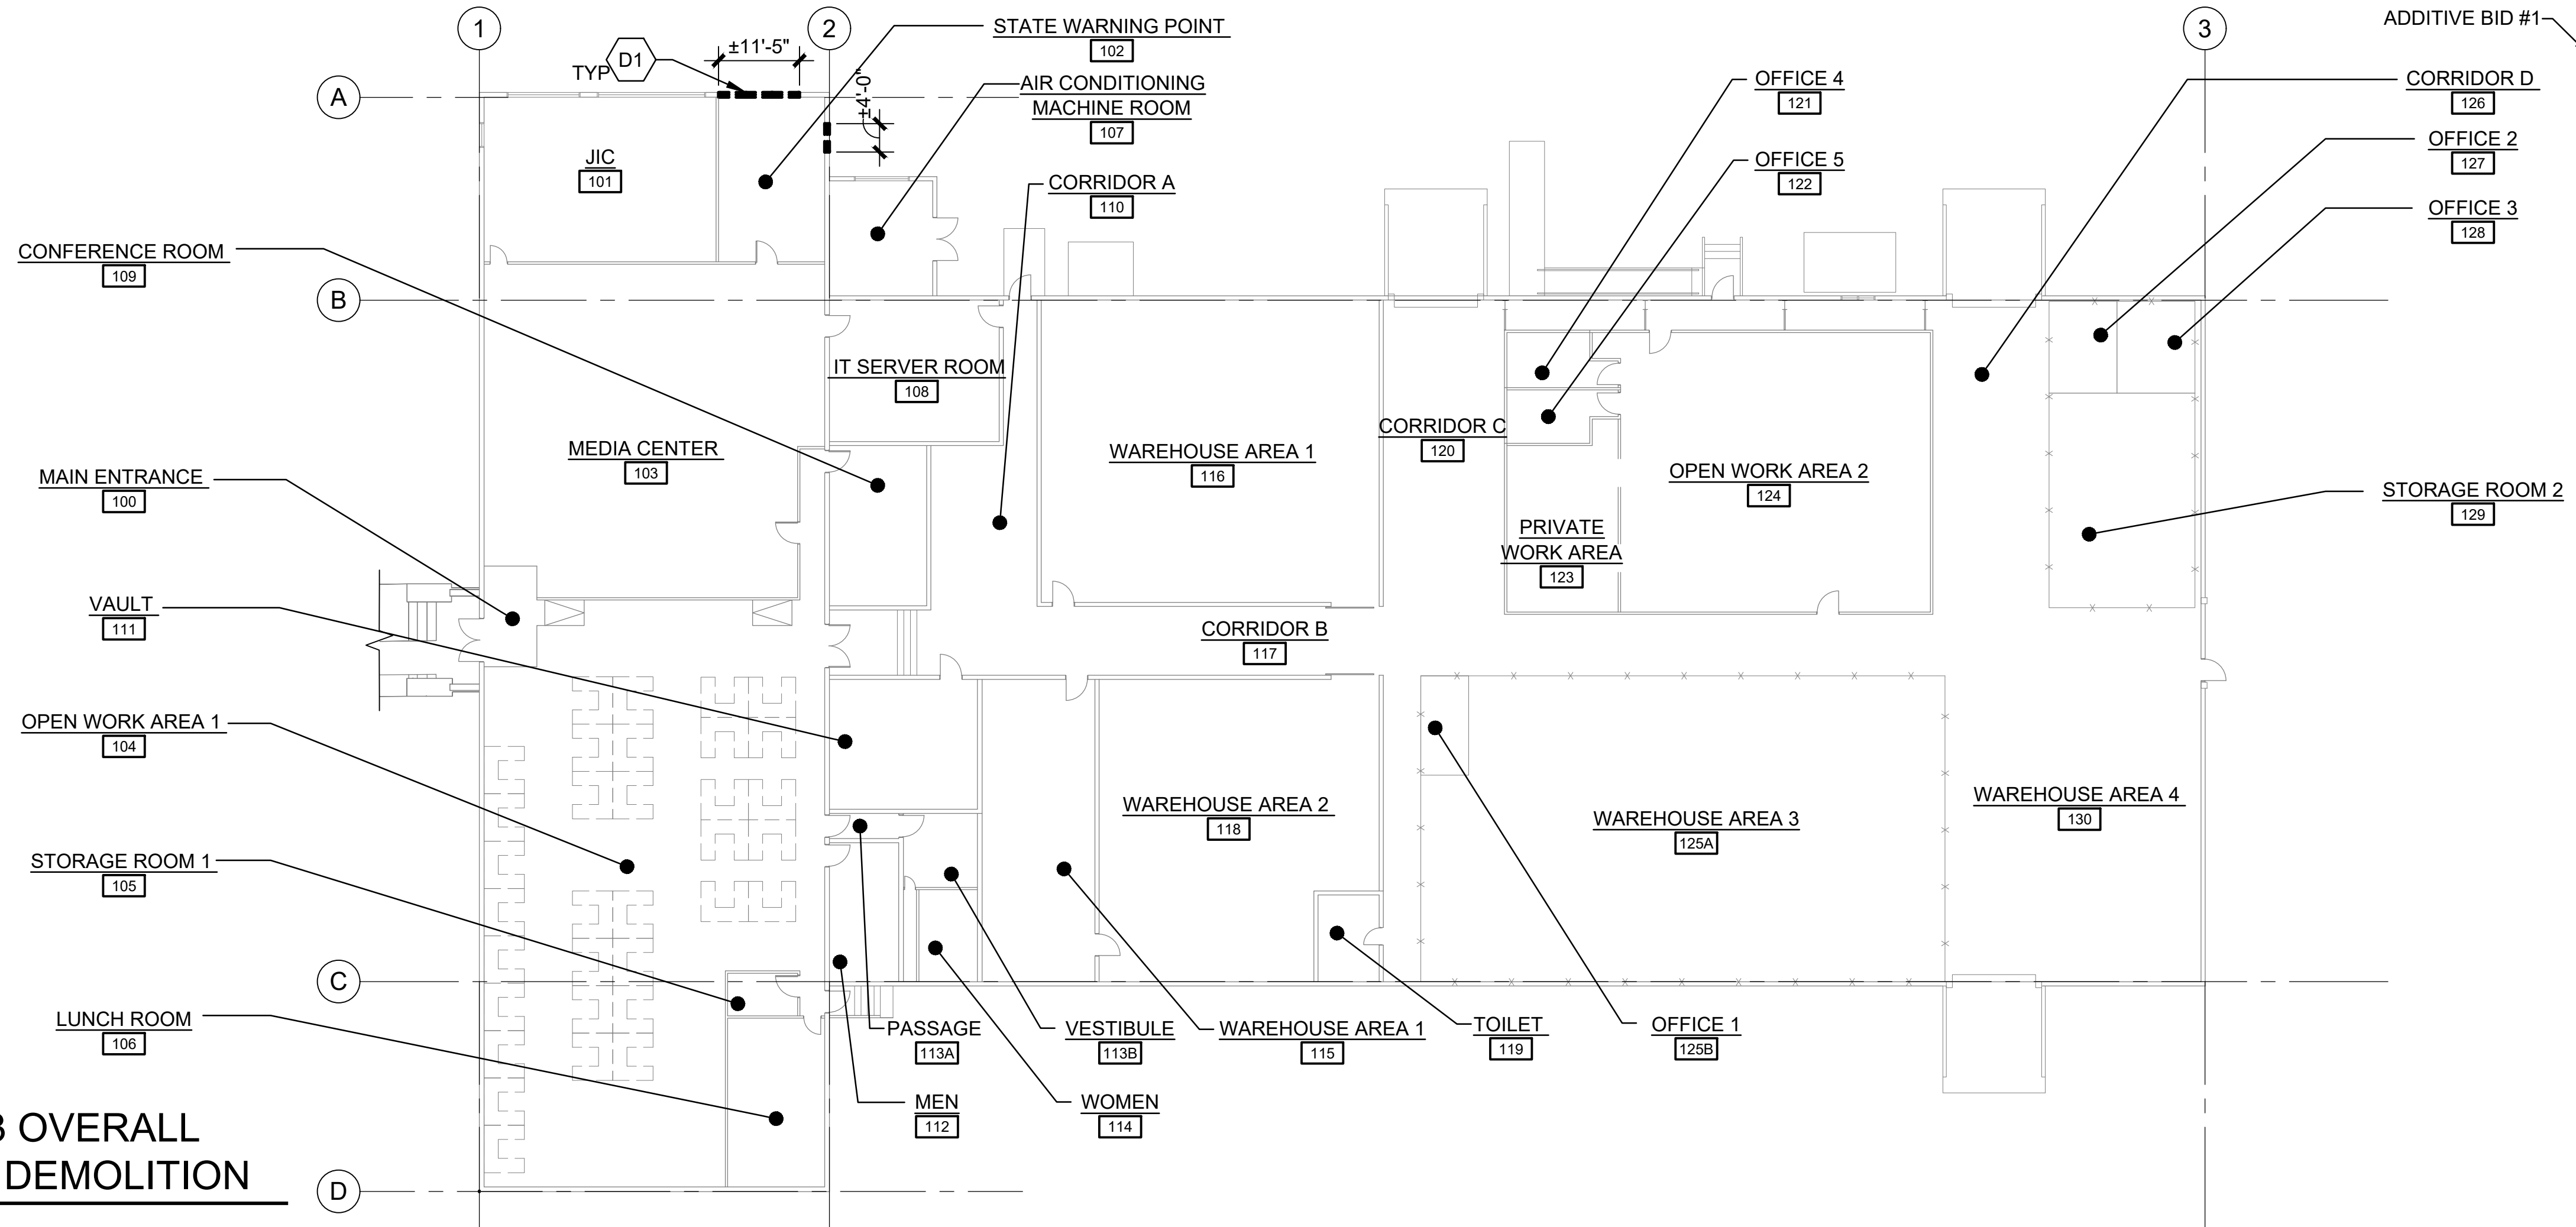 1
2
3
ADDITIVE BID #1
STATE WARNING POINT
102
±11'-5"
D1
TYP
±4'-0"
AIR CONDITIONING
MACHINE ROOM
107
OFFICE 4
121
CORRIDOR D
126
A
OFFICE 2
127
JIC
101
OFFICE 5
122
CORRIDOR A
110
OFFICE 3
128
CONFERENCE ROOM
109
B
IT SERVER ROOM
108
MEDIA CENTER
103
WAREHOUSE AREA 1
116
CORRIDOR C
120
OPEN WORK AREA 2
124
MAIN ENTRANCE
100
STORAGE ROOM 2
129
PRIVATE
WORK AREA
123
VAULT
111
CORRIDOR B
117
OPEN WORK AREA 1
104
WAREHOUSE AREA 2
118
WAREHOUSE AREA 3
125A
WAREHOUSE AREA 4
130
STORAGE ROOM 1
105
C
LUNCH ROOM
106
PASSAGE
113A
VESTIBULE
113B
WAREHOUSE AREA 1
115
TOILET
119
OFFICE 1
125B
MEN
112
WOMEN
114
OVERALL
DEMOLITION
D